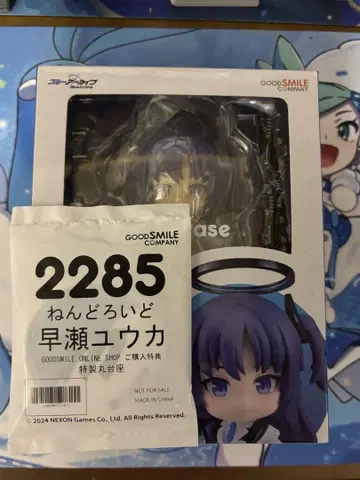 ブルーアーカイブ
GOOD SMILE
COMPANY
ase
GOODSMILE
COMPANY
2285
ねんどろいど
早瀬ユウカ
GOODSMILE ONLINE SHOP ご購入特典
特製丸台座
NOT FOR SALE
MADE IN CHINA
© 2024 NEXON Games Co., Ltd. All Rights Reserved.